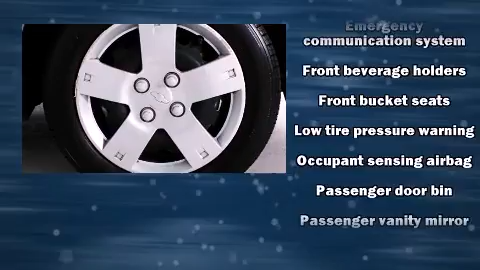 Emergency
communication system
Front beverage holders
Front bucket seats
Low tire pressure warning
Occupant sensing airbag
Passenger door bin
Passenger vanity mirror